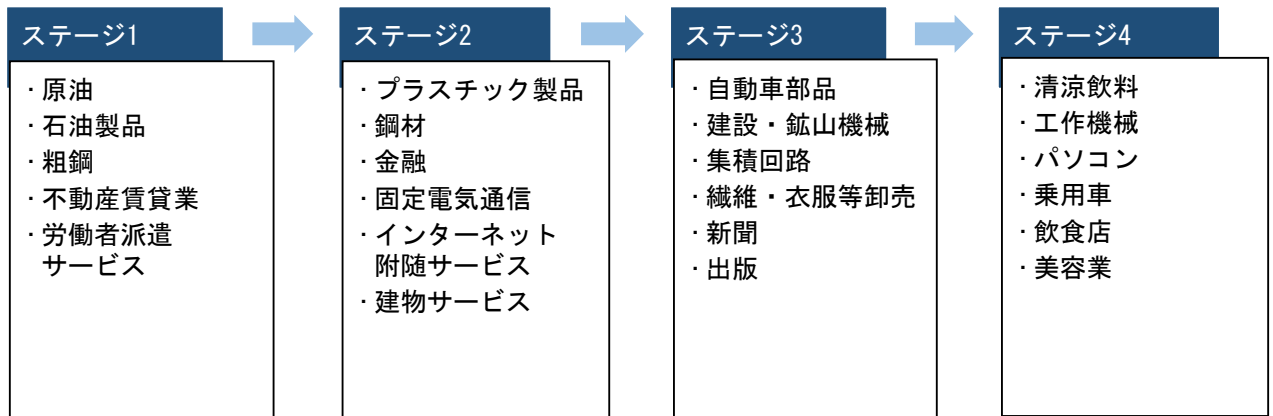 ステージ1
・原油
・石油製品
・粗鋼
・不動産賃貸業
・労働者派遣
サービス
ステージ2
・プラスチック製品
・鋼材
・金融
・固定電気通信
・インターネット
附随サービス
・建物サービス
ステージ3
・自動車部品
・建設・鉱山機械
・集積回路
・繊維・衣服等卸売
・新聞
・出版
ステージ4
・清涼飲料
・工作機械
・パソコン
・乗用車
・飲食店
・美容業